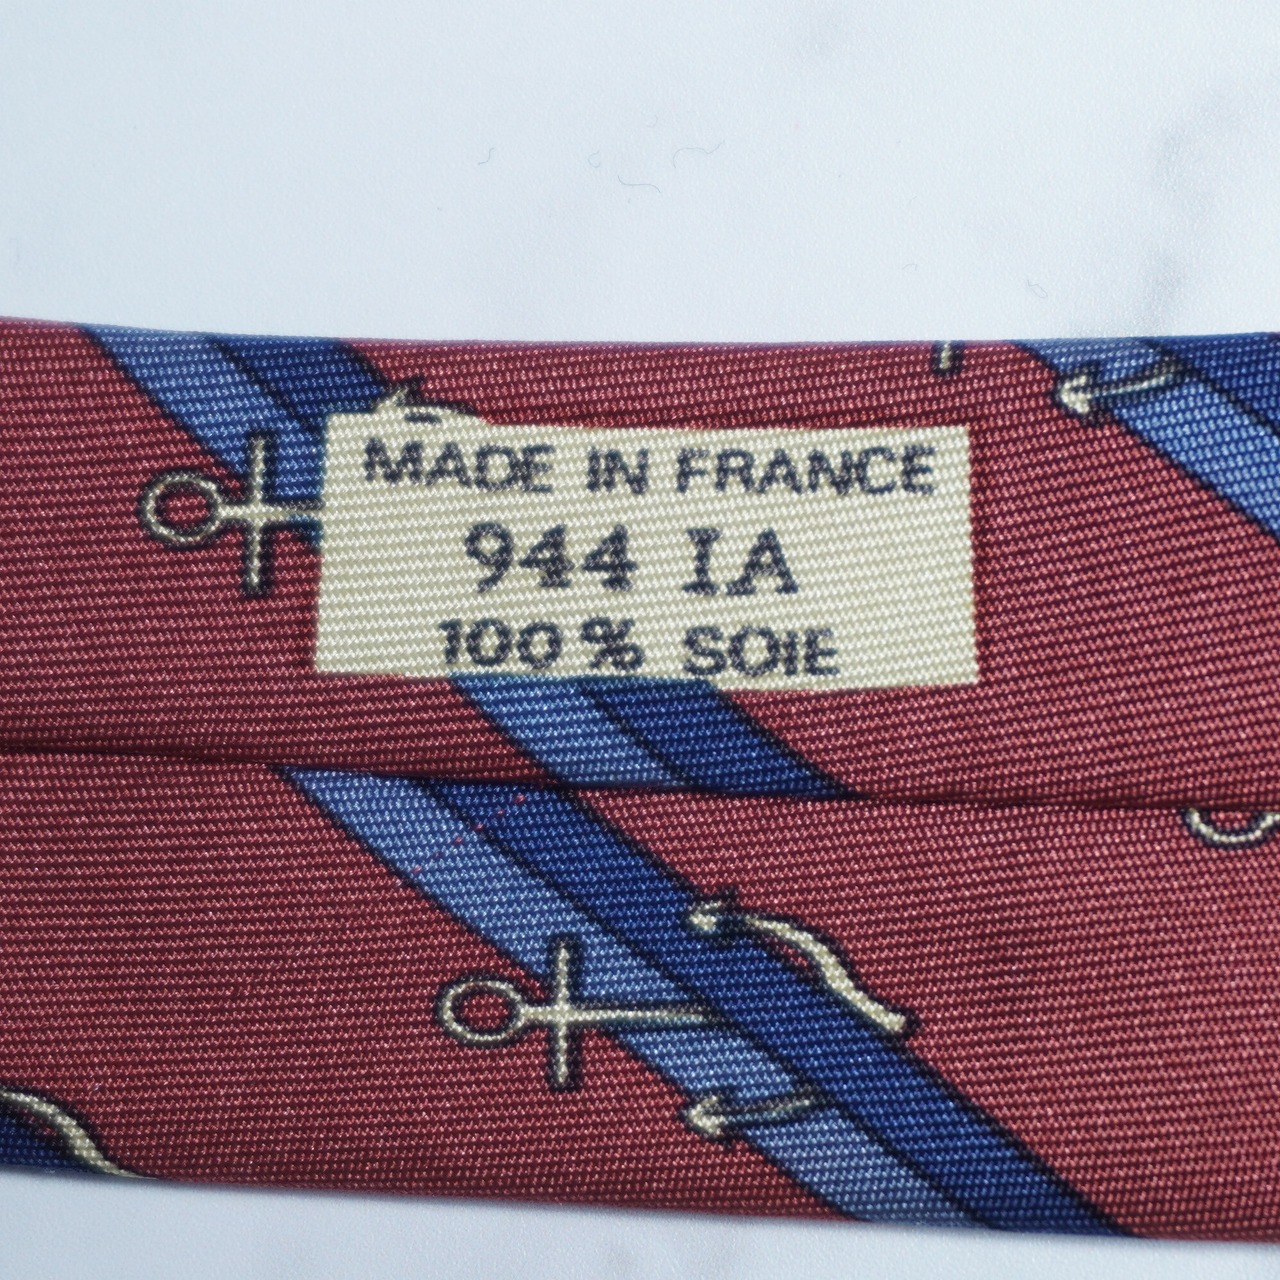 MADE IN FRANCE
944 IA
100% SOIE